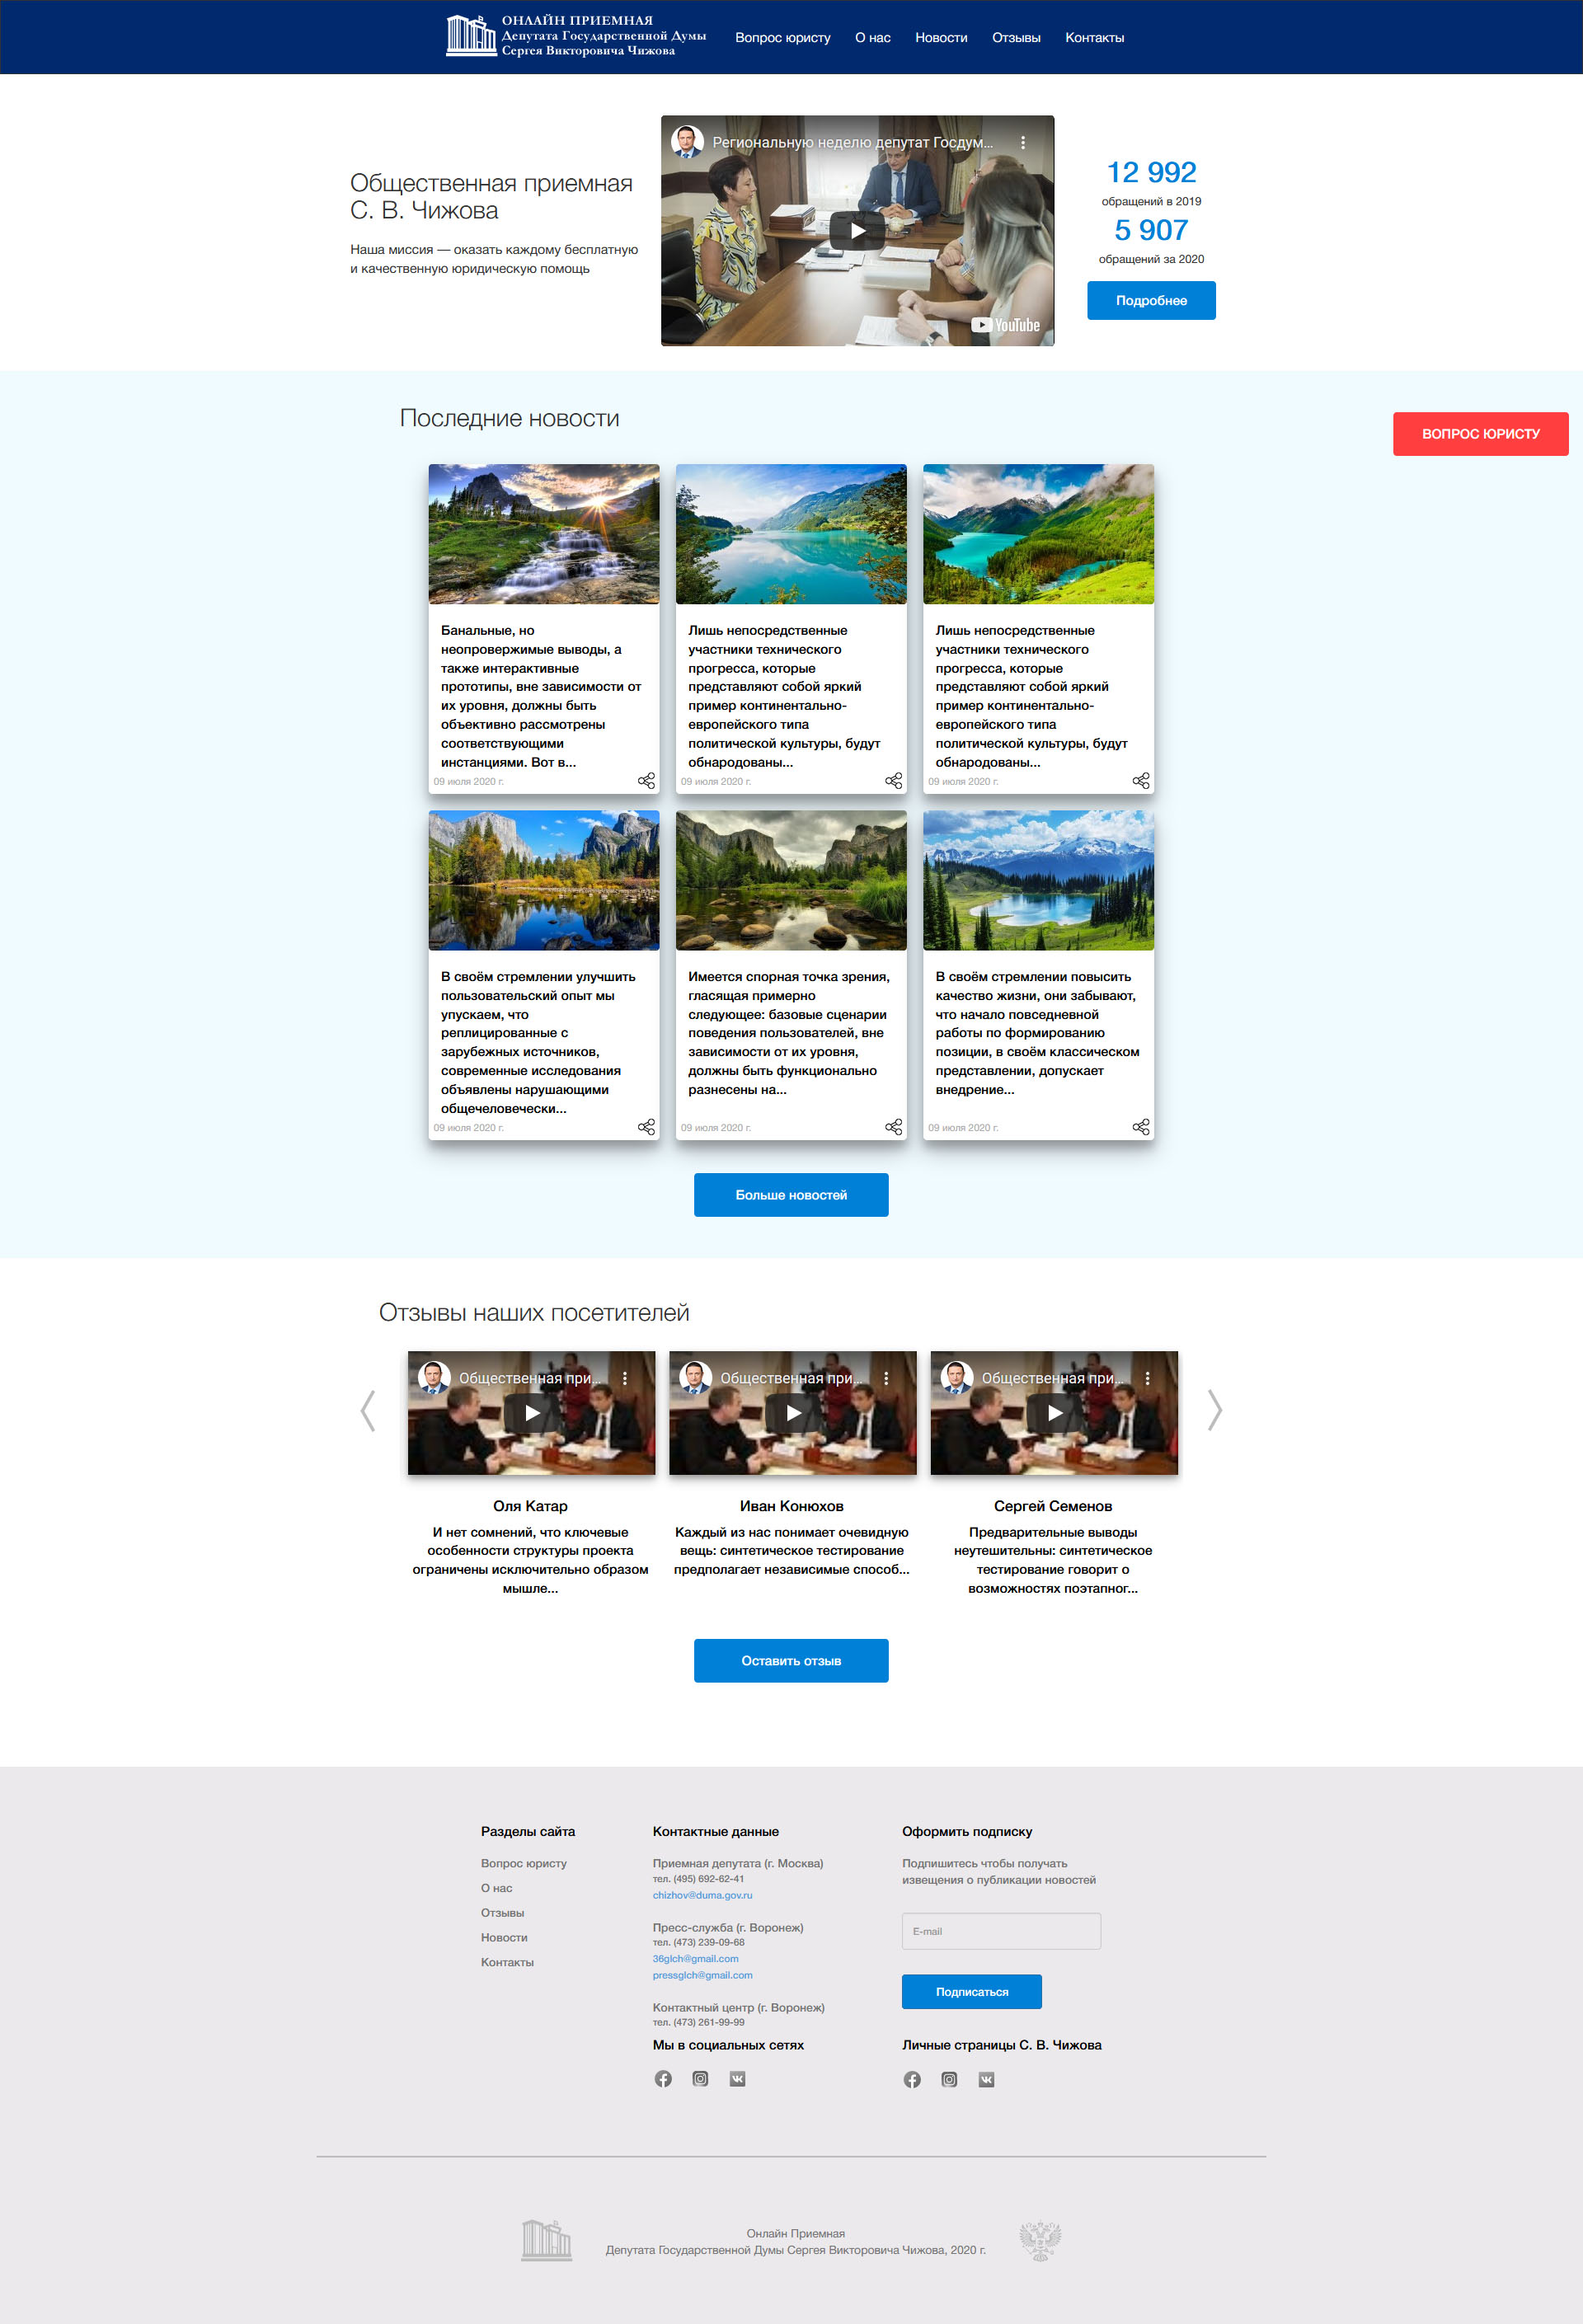 ОНЛАЙН ПРИЕМНАЯ
Депутата Государственной Думы
Сергея Викторовича Чижова
Вопрос юристу
О нас
Новости
Отзывы
Контакты
Общественная приемная
С. В. Чижова
Наша миссия — оказать каждому бесплатную
и качественную юридическую помощь
Региональную неделю депутат Госдум...
YouTube
12 992
обращений в 2019
5 907
обращений за 2020
Подробнее
Последние новости
ВОПРОС ЮРИСТУ
Банальные, но
неопровержимые выводы, а
также интерактивные
прототипы, вне зависимости от
их уровня, должны быть
объективно рассмотрены
соответствующими
инстанциями. Вот в...
09 июля 2020 г.
Лишь непосредственные
участники технического
прогресса, которые
представляют собой яркий
пример континентально-
европейского типа
политической культуры, будут
обнародованы...
09 июля 2020 г.
Лишь непосредственные
участники технического
прогресса, которые
представляют собой яркий
пример континентально-
европейского типа
политической культуры, будут
обнародованы...
09 июля 2020 г.
В своём стремлении улучшить
пользовательский опыт мы
упускаем, что
реплицированные с
зарубежных источников,
современные исследования
объявлены нарушающими
общечеловечески...
09 июля 2020 г.
Имеется спорная точка зрения,
гласящая примерно
следующее: базовые сценарии
поведения пользователей, вне
зависимости от их уровня,
должны быть функционально
разнесены на...
09 июля 2020 г.
В своём стремлении повысить
качество жизни, они забывают,
что начало повседневной
работы по формированию
позиции, в своём классическом
представлении, допускает
внедрение...
09 июля 2020 г.
Больше новостей
Отзывы наших посетителей
Общественная при...
Общественная при...
Общественная при...
Оля Катар
И нет сомнений, что ключевые
особенности структуры проекта
ограничены исключительно образом
мышле...
Иван Конюхов
Каждый из нас понимает очевидную
вещь: синтетическое тестирование
предполагает независимые способ...
Сергей Семенов
Предварительные выводы
неутешительны: синтетическое
тестирование говорит о
возможностях поэтапног...
Оставить отзыв
Разделы сайта
Вопрос юристу
О нас
Отзывы
Новости
Контакты
Контактные данные
Приемная депутата (г. Москва)
тел. (495) 692-62-41
chizhov@duma.gov.ru
Пресс-служба (г. Воронеж)
тел. (473) 239-09-68
36glch@gmail.com
pressglch@gmail.com
Контактный центр (г. Воронеж)
тел. (473) 261-99-99
Мы в социальных сетях
Оформить подписку
Подпишитесь чтобы получать
извещения о публикации новостей
E-mail
Подписаться
Личные страницы С. В. Чижова
Онлайн Приемная
Депутата Государственной Думы Сергея Викторовича Чижова, 2020 г.